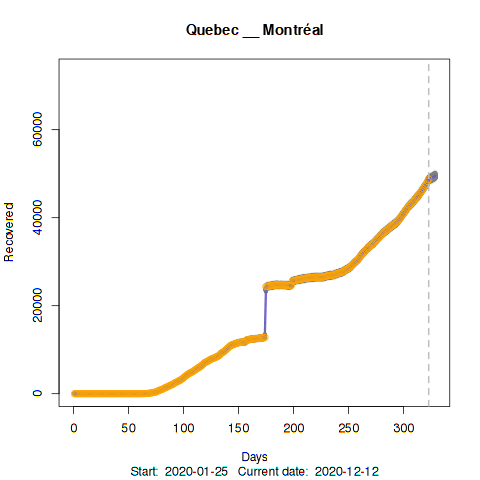 Quebec __ Montréal
60000
40000
20000
0
Recovered
0 50 100 150 200 250 300
Days
Start: 2020-01-25 Current date: 2020-12-12